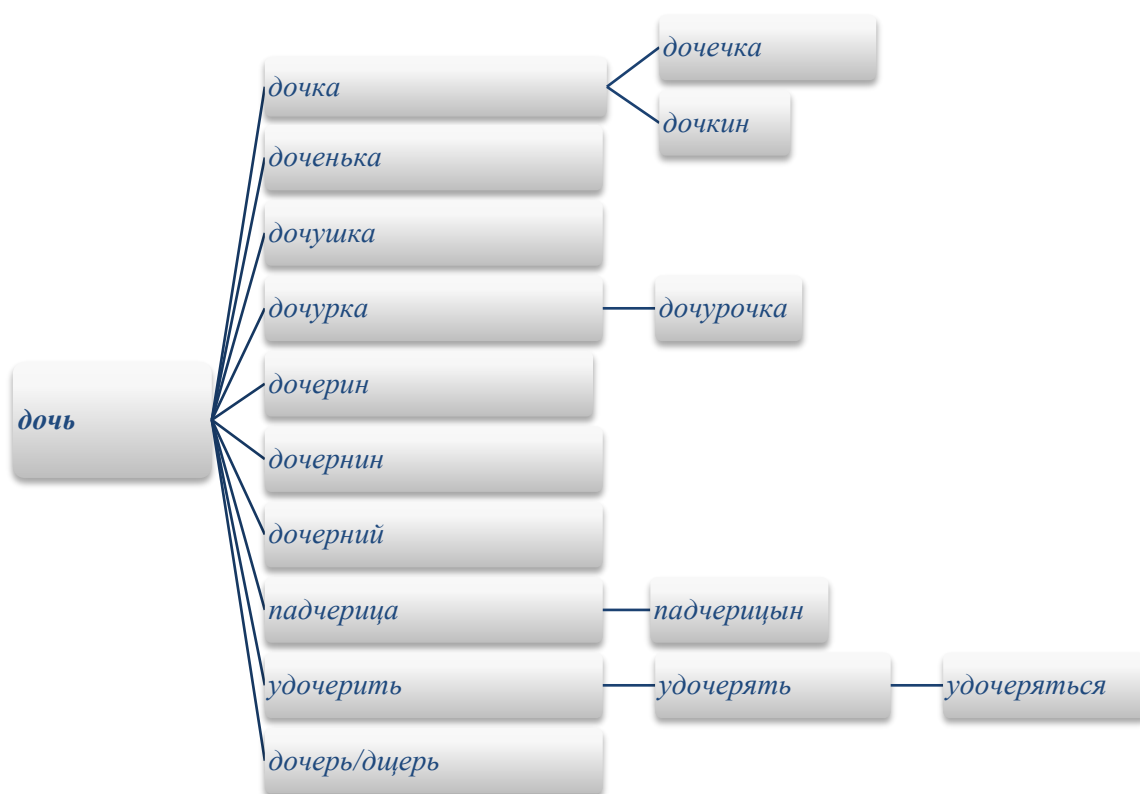 дочь
дочка
дочечка
дочкин
доченька
дочушка
дочурка
дочурочка
дочерин
дочернин
дочерний
падчерица
падчерицын
удочерить
удочерять
удочеряться
дочерь/дщерь